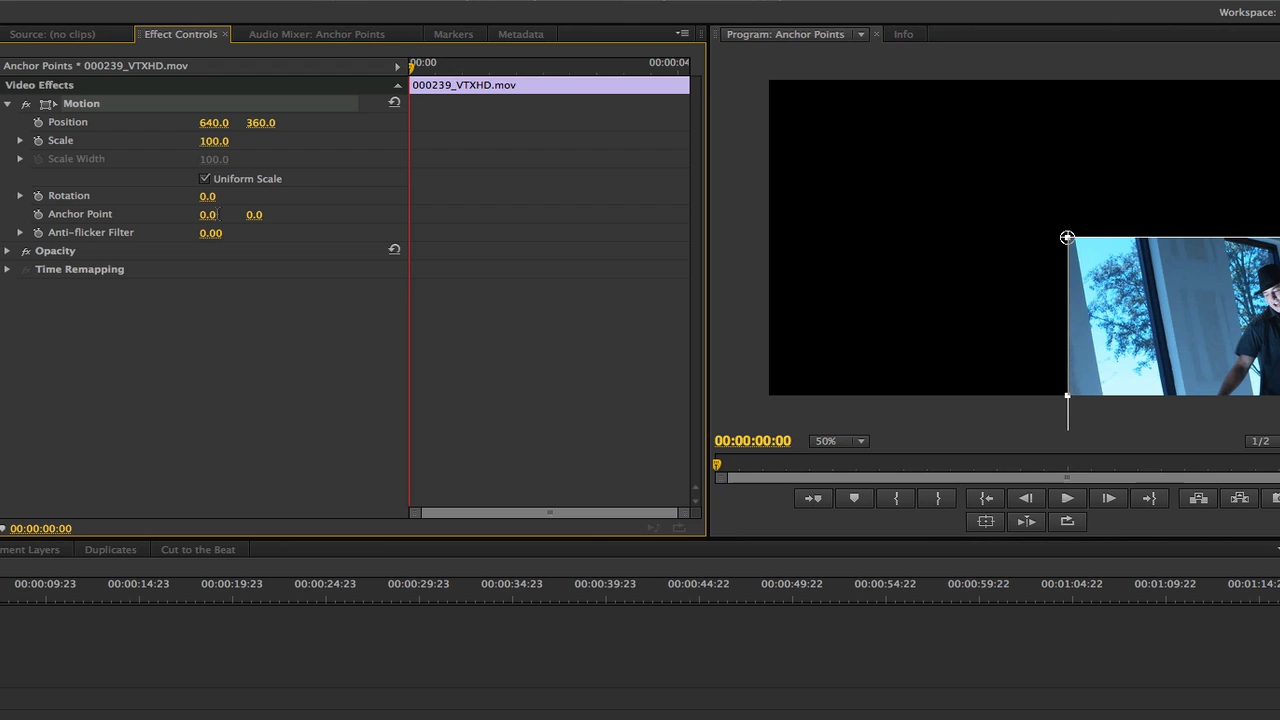 Workspace:
Source: (no clips) Effect Controls × Audio Mixer: Anchor Points Markers Metadata
Program: Anchor Points × Info
Anchor Points * 000239_VTXHD.mov
00:00 00:00:04
Video Effects
000239_VTXHD.mov
fx Motion
Position 640.0 360.0
Scale 100.0
Scale Width 100.0
Uniform Scale
Rotation 0.0
Anchor Point 0.0 0.0
Anti-flicker Filter 0.00
fx Opacity
Time Remapping
00:00:00:00 50% 1/2
00:00:00:00
ment Layers Duplicates Cut to the Beat
00:00:09:23 00:00:14:23 00:00:19:23 00:00:24:23 00:00:29:23 00:00:34:23 00:00:39:23 00:00:44:22 00:00:49:22 00:00:54:22 00:00:59:22 00:01:04:22 00:01:09:22 00:01:14:2